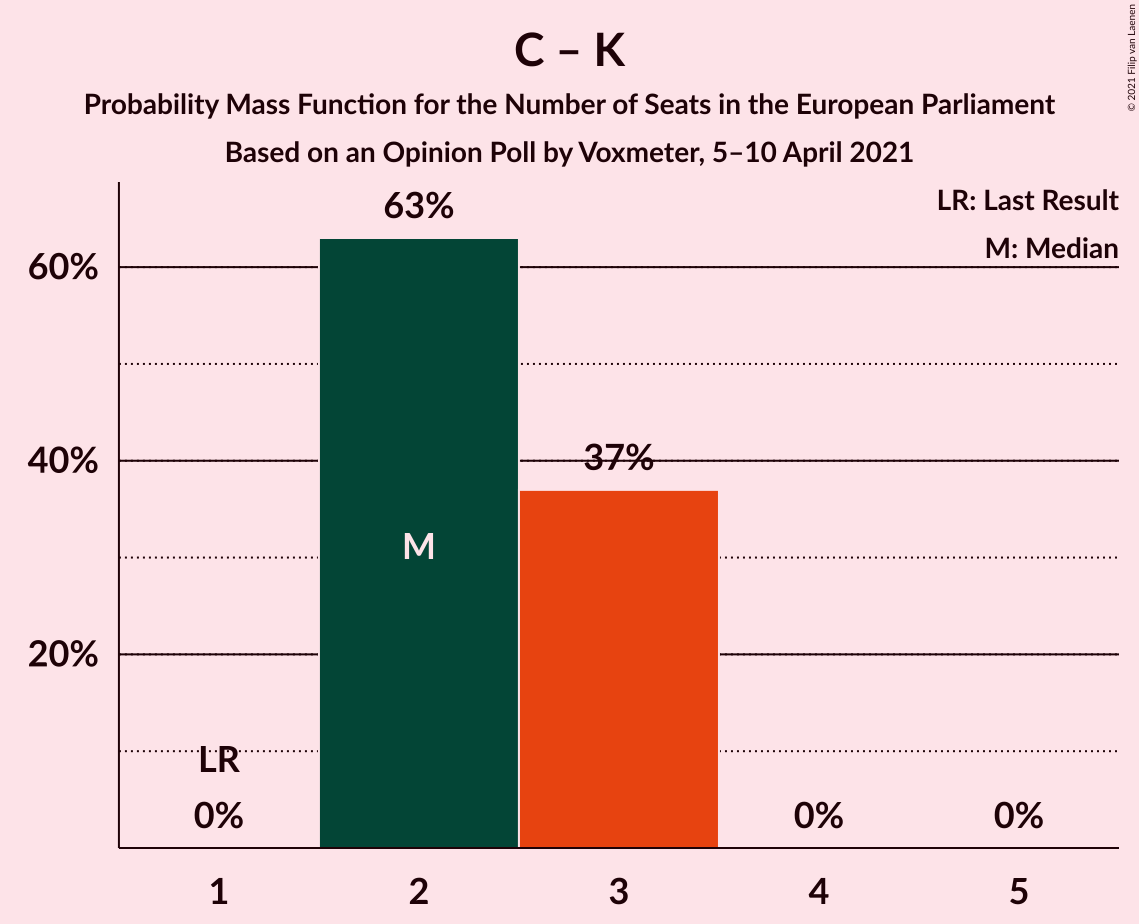 C – K
Probability Mass Function for the Number of Seats in the European Parliament
Based on an Opinion Poll by Voxmeter, 5–10 April 2021
© 2021 Filip van Laenen
LR: Last Result
M: Median
63%
60%
37%
40%
M
20%
LR
0%
0%
0%
1
2
3
4
5